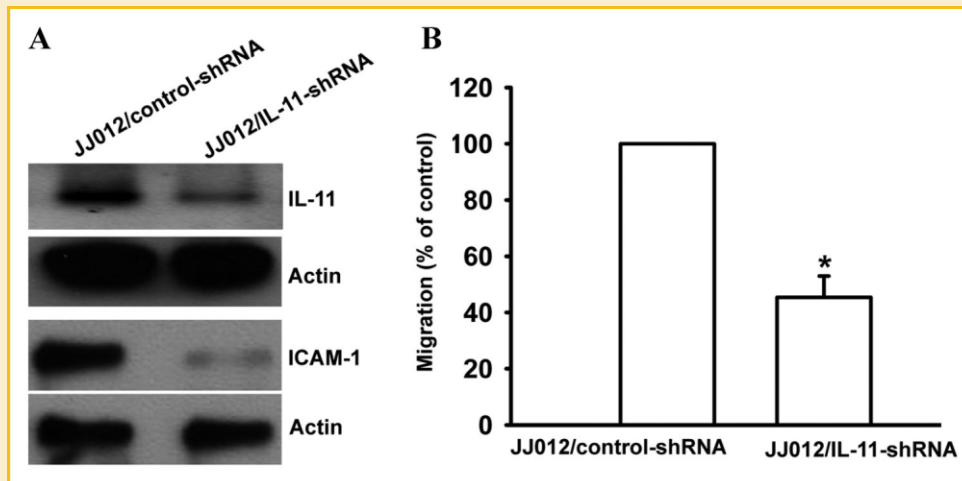 A
JJ012/control-shRNA
JJ012/IL-11-shRNA
IL-11
Actin
ICAM-1
Actin
B
Migration (% of control)
120
100
80
60
40
20
0
*
JJ012/control-shRNA
JJ012/IL-11-shRNA